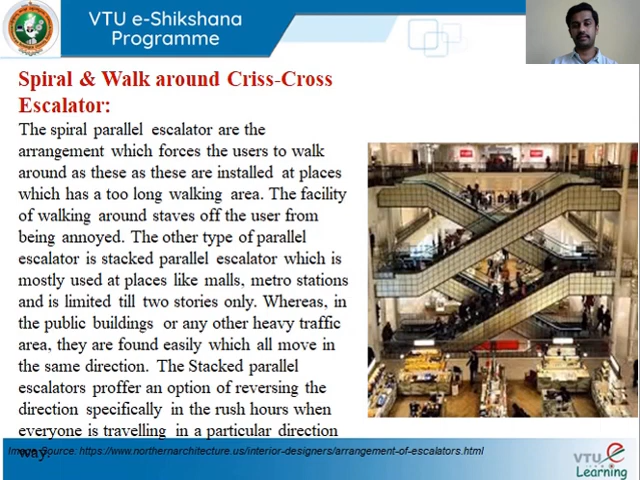 VTU e-Shikshana
Programme
Spiral & Walk around Criss-Cross
Escalator:
The spiral parallel escalator are the
arrangement which forces the users to walk
around as these as these are installed at places
which has a too long walking area. The facility
of walking around staves off the user from
being annoyed. The other type of parallel
escalator is stacked parallel escalator which is
mostly used at places like malls, metro stations
and is limited till two stories only. Whereas, in
the public buildings or any other heavy traffic
area, they are found easily which all move in
the same direction. The Stacked parallel
escalators proffer an option of reversing the
direction specifically in the rush hours when
everyone is travelling in a particular direction
way.
Image Source: https://www.northernarchitecture.us/interior-designers/arrangement-of-escalators.html
VTU e
Learning